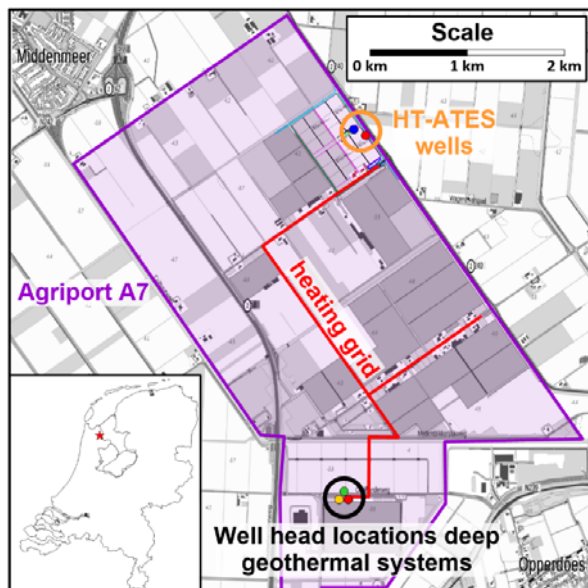 Middenmeer
Scale
0 km 1 km 2 km
HT-ATES
wells
Agriport A7
heating grid
Well head locations deep
geothermal systems
Opperdoes